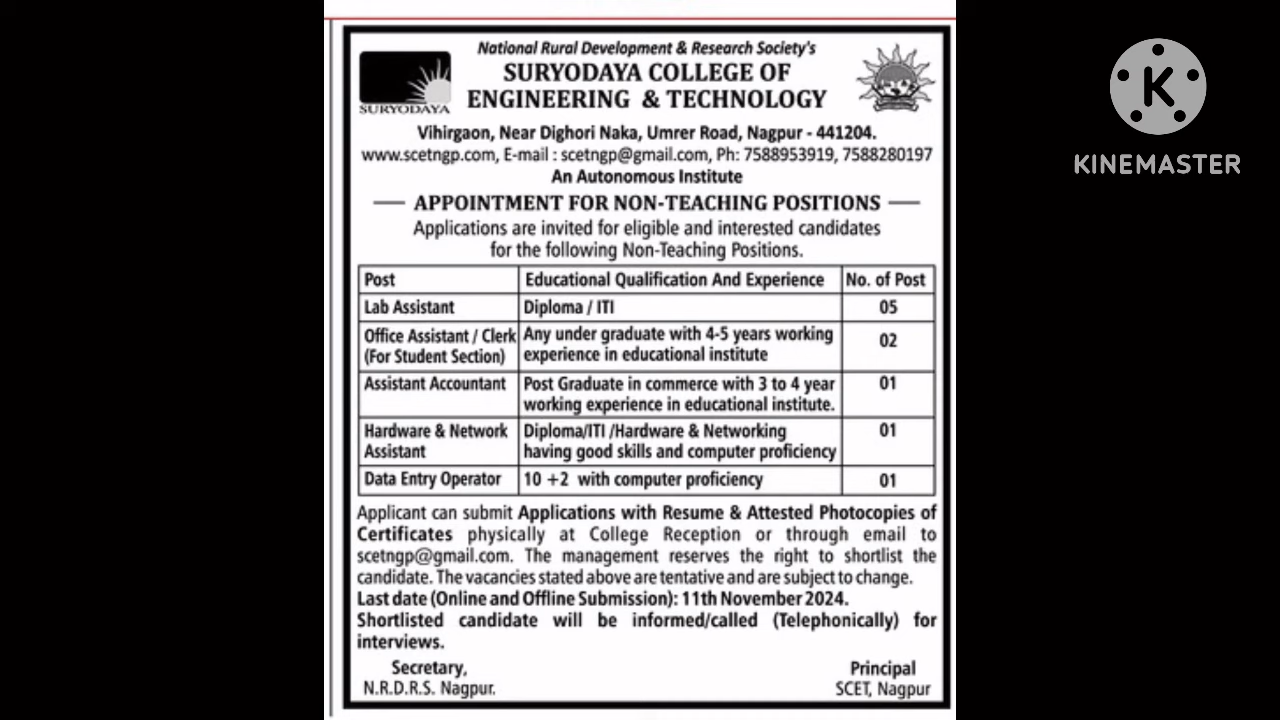 National Rural Development & Research Society's
SURYODAYA COLLEGE OF
ENGINEERING & TECHNOLOGY
SURYODAYA
Vihirgaon, Near Dighori Naka, Umrer Road, Nagpur - 441204.
www.scetngp.com, E-mail : scetngp@gmail.com, Ph: 7588953919, 7588280197
An Autonomous Institute
APPOINTMENT FOR NON-TEACHING POSITIONS
Applications are invited for eligible and interested candidates
for the following Non-Teaching Positions.
Post Educational Qualification And Experience No. of Post
Lab Assistant Diploma / ITI 05
Office Assistant / Clerk Any under graduate with 4-5 years working 02
(For Student Section) experience in educational institute
Assistant Accountant Post Graduate in commerce with 3 to 4 year 01
working experience in educational institute.
Hardware & Network Diploma/ITI /Hardware & Networking 01
Assistant having good skills and computer proficiency
Data Entry Operator 10 +2 with computer proficiency 01
Applicant can submit Applications with Resume & Attested Photocopies of
Certificates physically at College Reception or through email to
scetngp@gmail.com. The management reserves the right to shortlist the
candidate. The vacancies stated above are tentative and are subject to change.
Last date (Online and Offline Submission): 11th November 2024.
Shortlisted candidate will be informed/called (Telephonically) for
interviews.
Secretary, Principal
N.R.D.R.S. Nagpur. SCET, Nagpur
K
KINEMASTER